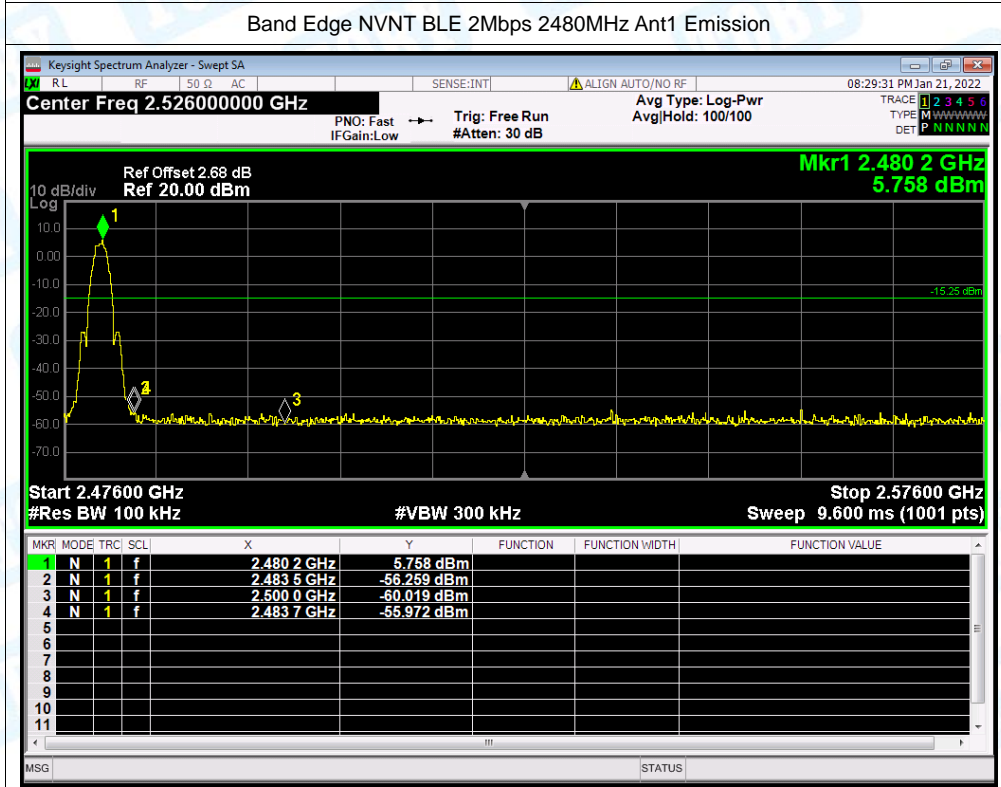 Band Edge NVNT BLE 2Mbps 2480MHz Ant1 Emission
Keysight Spectrum Analyzer - Swept SA
LXI RL RF 50 Ω AC SENSE:INT ALIGN AUTO/NO RF 08:29:31 PM Jan 21, 2022
Center Freq 2.526000000 GHz Avg Type: Log-Pwr TRACE 1 2 3 4 5 6
PNO: Fast Trig: Free Run Avg|Hold: 100/100 TYPE M WWWWW
IFGain:Low #Atten: 30 dB DET P N N N N N
Mkr1 2.480 2 GHz
Ref Offset 2.68 dB
5.758 dBm
10 dB/div Ref 20.00 dBm
Log
1
10.0
0.00
-10.0
-15.25 dBm
-20.0
-30.0
-40.0
2 4
-50.0
3
-60.0
-70.0
Start 2.47600 GHz Stop 2.57600 GHz
#Res BW 100 kHz #VBW 300 kHz Sweep 9.600 ms (1001 pts)
MKR MODE TRC SCL X Y FUNCTION FUNCTION WIDTH FUNCTION VALUE
1 N 1 f 2.480 2 GHz 5.758 dBm
2 N 1 f 2.483 5 GHz -56.259 dBm
3 N 1 f 2.500 0 GHz -60.019 dBm
4 N 1 f 2.483 7 GHz -55.972 dBm
5
6
7
8
9
10
11
MSG STATUS